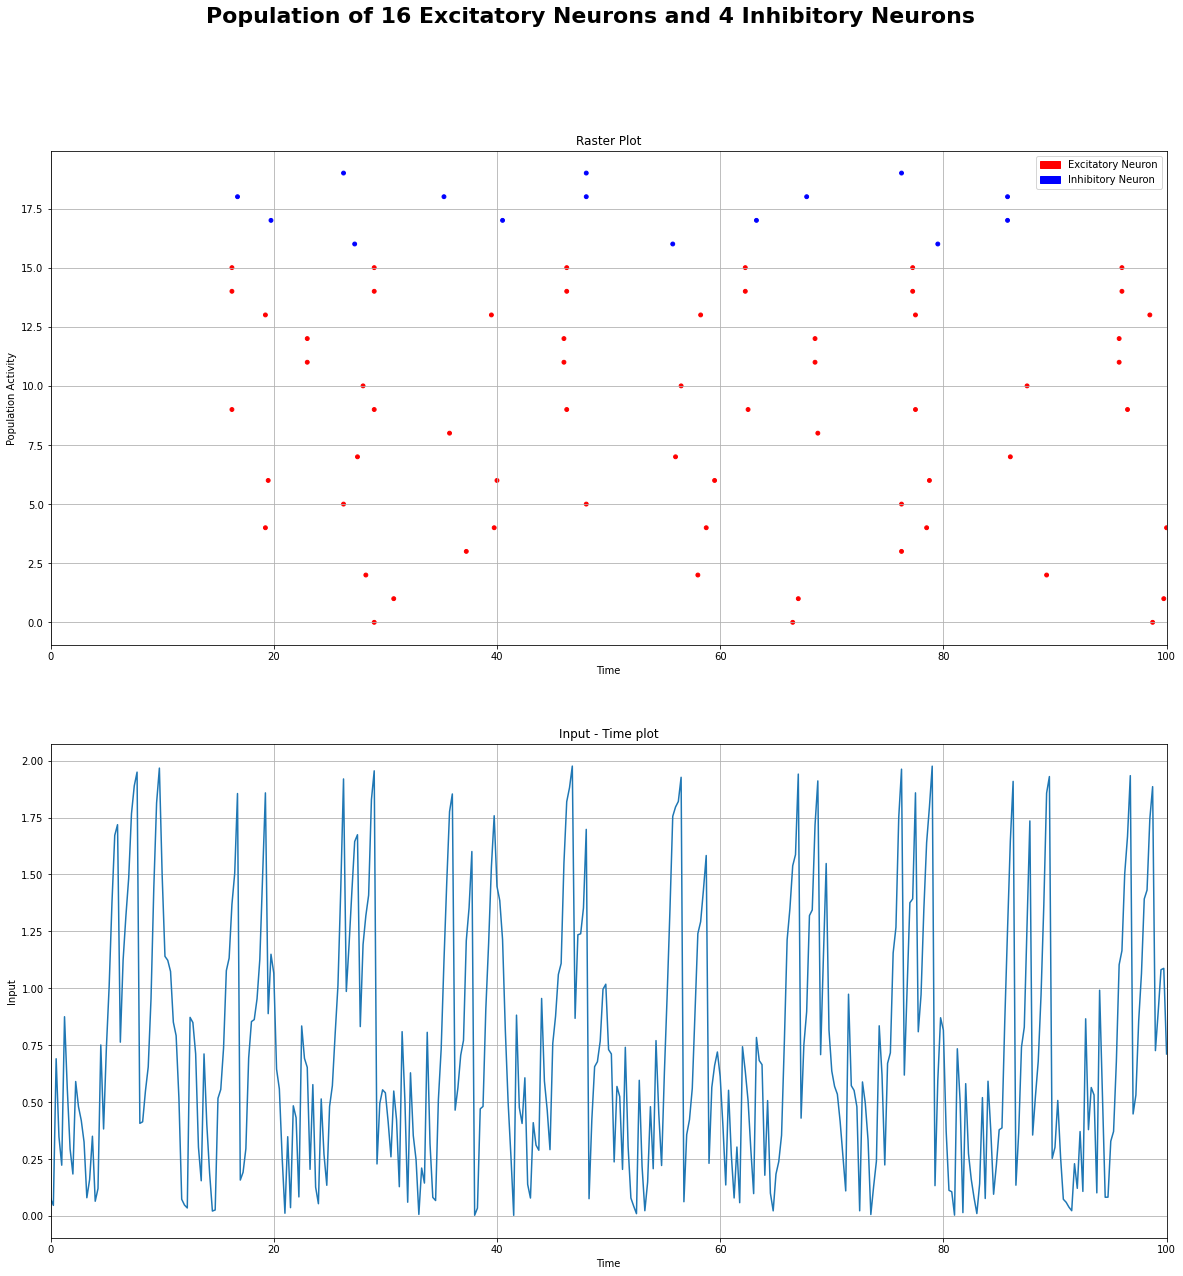 Population of 16 Excitatory Neurons and 4 Inhibitory Neurons
Raster Plot
Excitatory Neuron
Inhibitory Neuron
17.5
15.0
12.5
10.0
7.5
5.0
2.5
0.0
Population Activity
0 20 40 60 80 100
Time
Input - Time plot
2.00
1.75
1.50
1.25
1.00
0.75
0.50
0.25
0.00
Input
0 20 40 60 80 100
Time